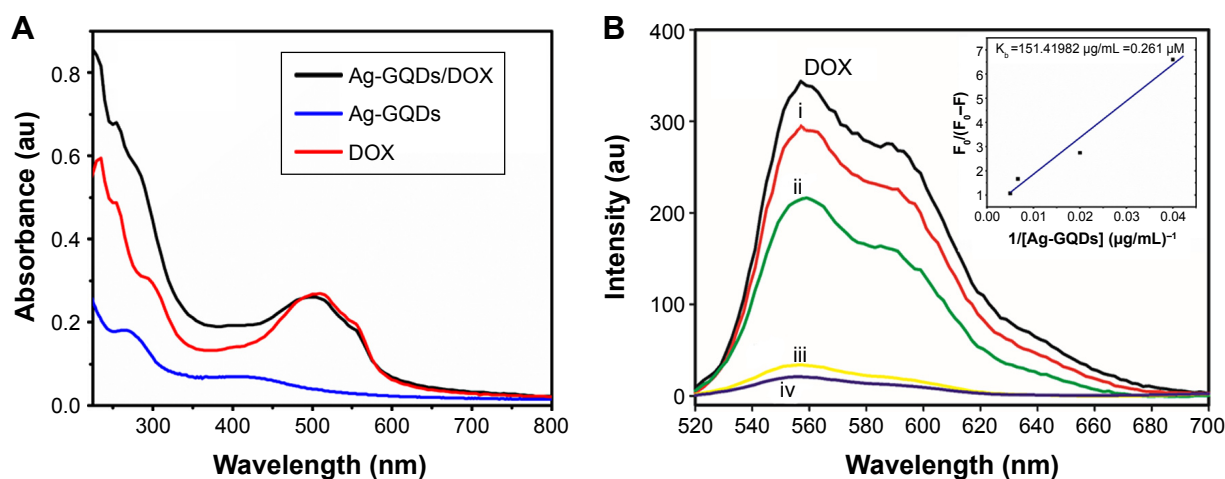 A
0.8
0.6
0.4
0.2
0.0
Absorbance (au)
300 400 500 600 700 800
Wavelength (nm)
Ag-GQDs/DOX
Ag-GQDs
DOX
B
400
300
200
100
0
Intensity (au)
520 540 560 580 600 620 640 660 680 700
Wavelength (nm)
DOX
i
ii
iii
iv
K_b =151.41982 μg/mL =0.261 μM
7
6
5
4
3
2
1
F₀/(F₀–F)
0.00 0.01 0.02 0.03 0.04
1/[Ag-GQDs] (μg/mL)⁻¹